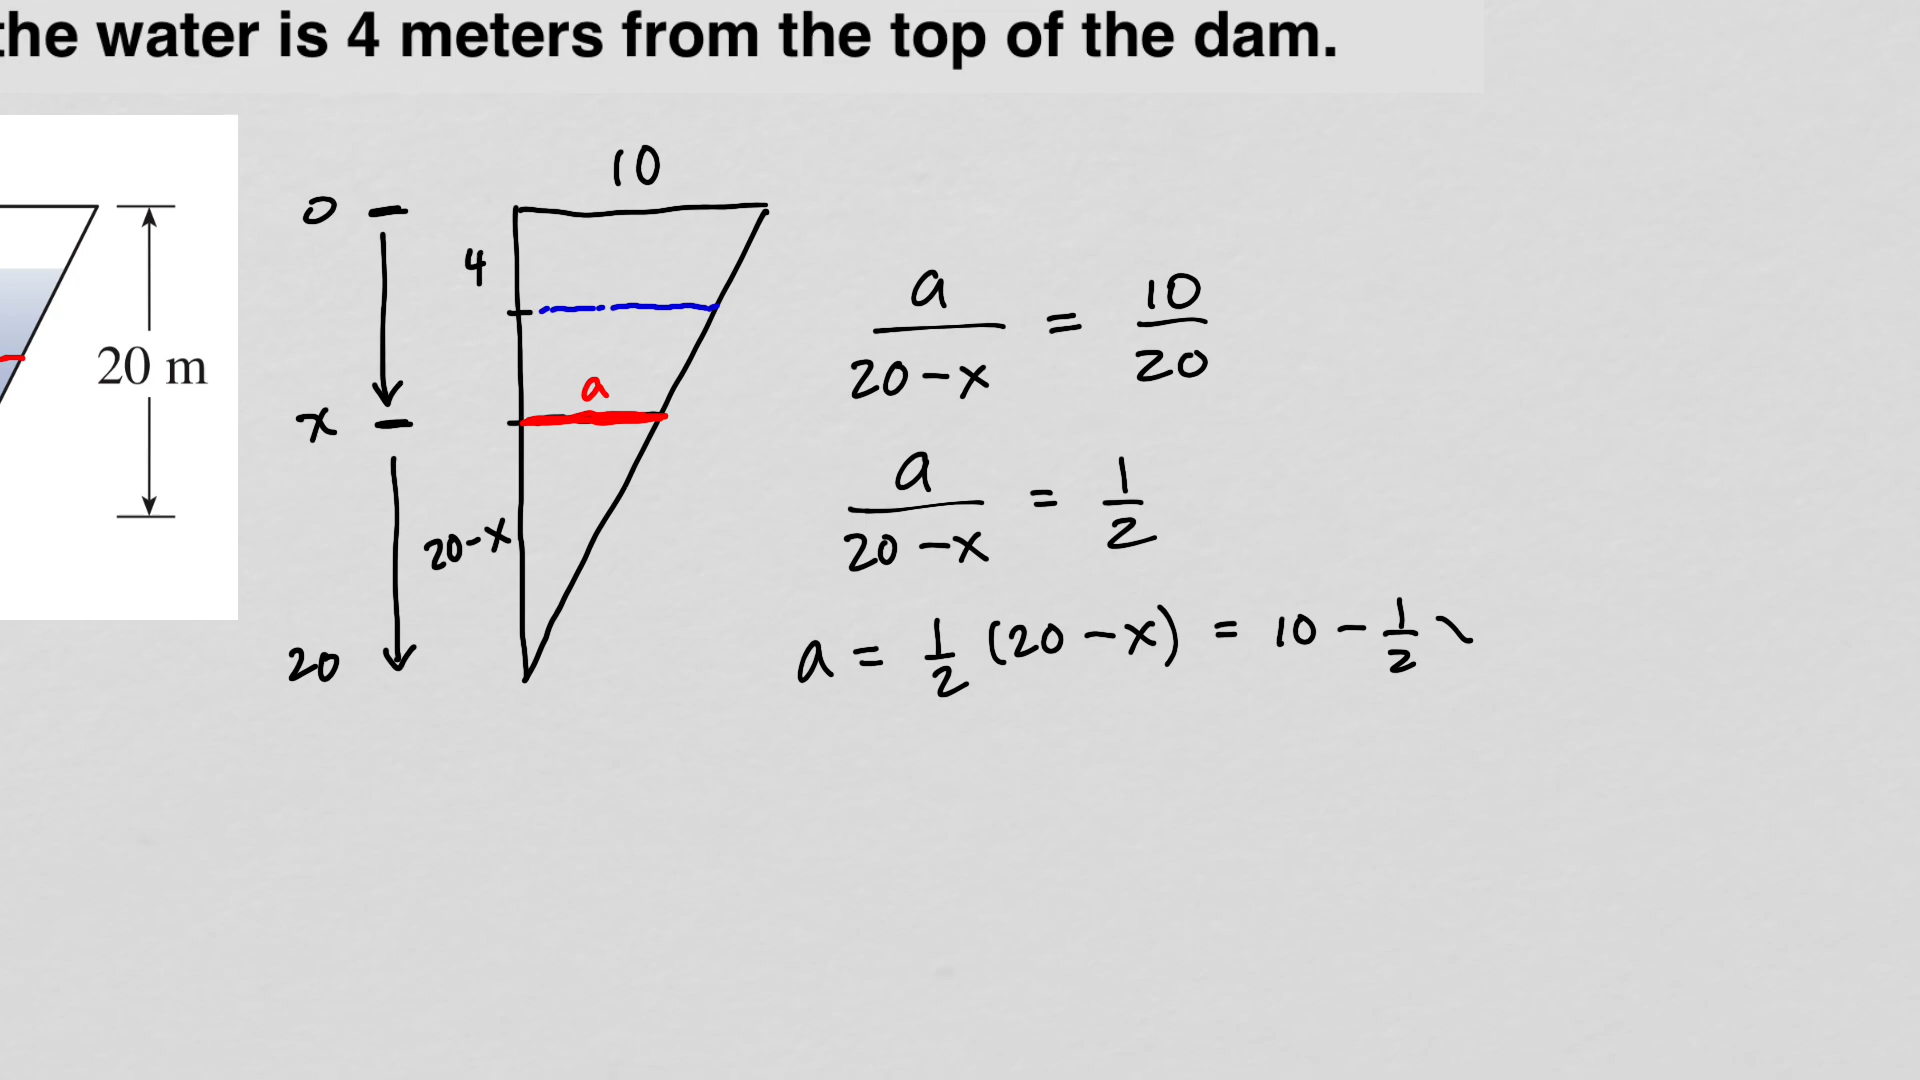 the water is 4 meters from the top of the dam.
20 m
0
x
20
10
4
a
20-x
a/20-x = 10/20
a/20-x = 1/2
a = 1/2 (20-x) = 10 - 1/2